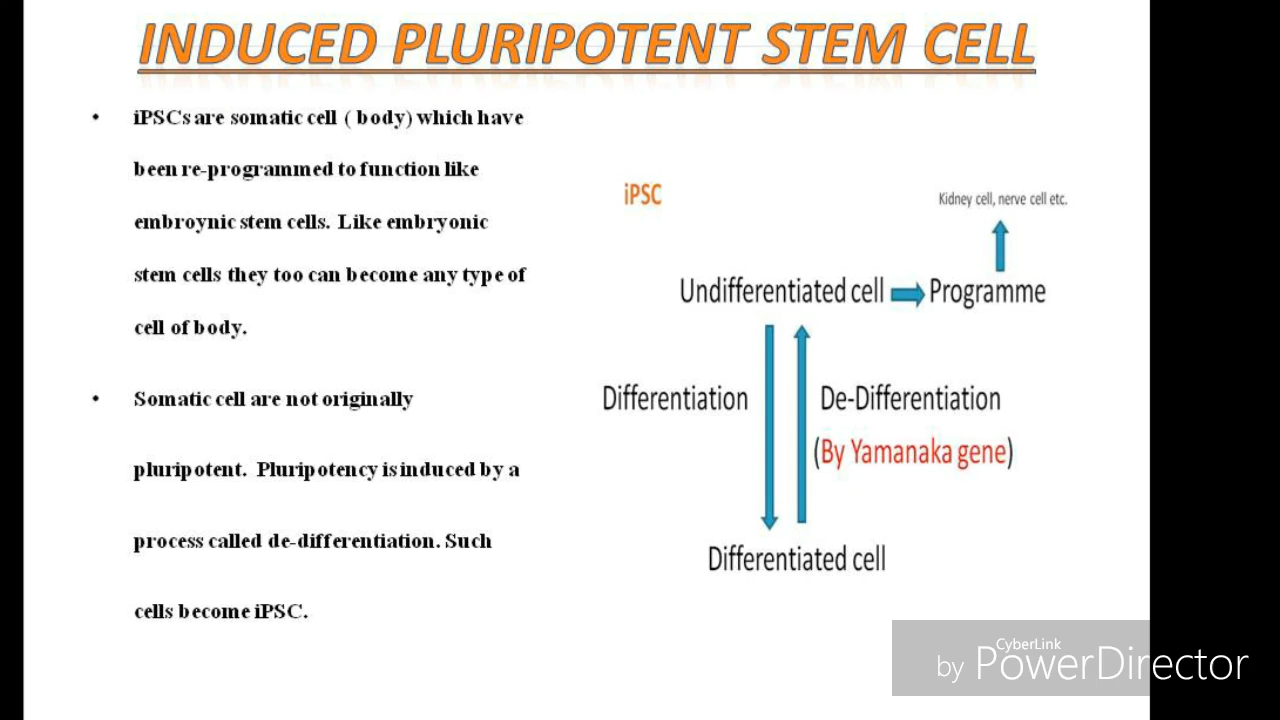 INDUCED PLURIPOTENT STEM CELL
• iPSCs are somatic cell ( body) which have
been re-programmed to function like
embroynic stem cells. Like embryonic
stem cells they too can become any type of
cell of body.
• Somatic cell are not originally
pluripotent. Pluripotency is induced by a
process called de-differentiation. Such
cells become iPSC.
iPSC
Kidney cell, nerve cell etc.
Undifferentiated cell
Programme
Differentiation
De-Differentiation
(By Yamanaka gene)
Differentiated cell
CyberLink
by PowerDirector